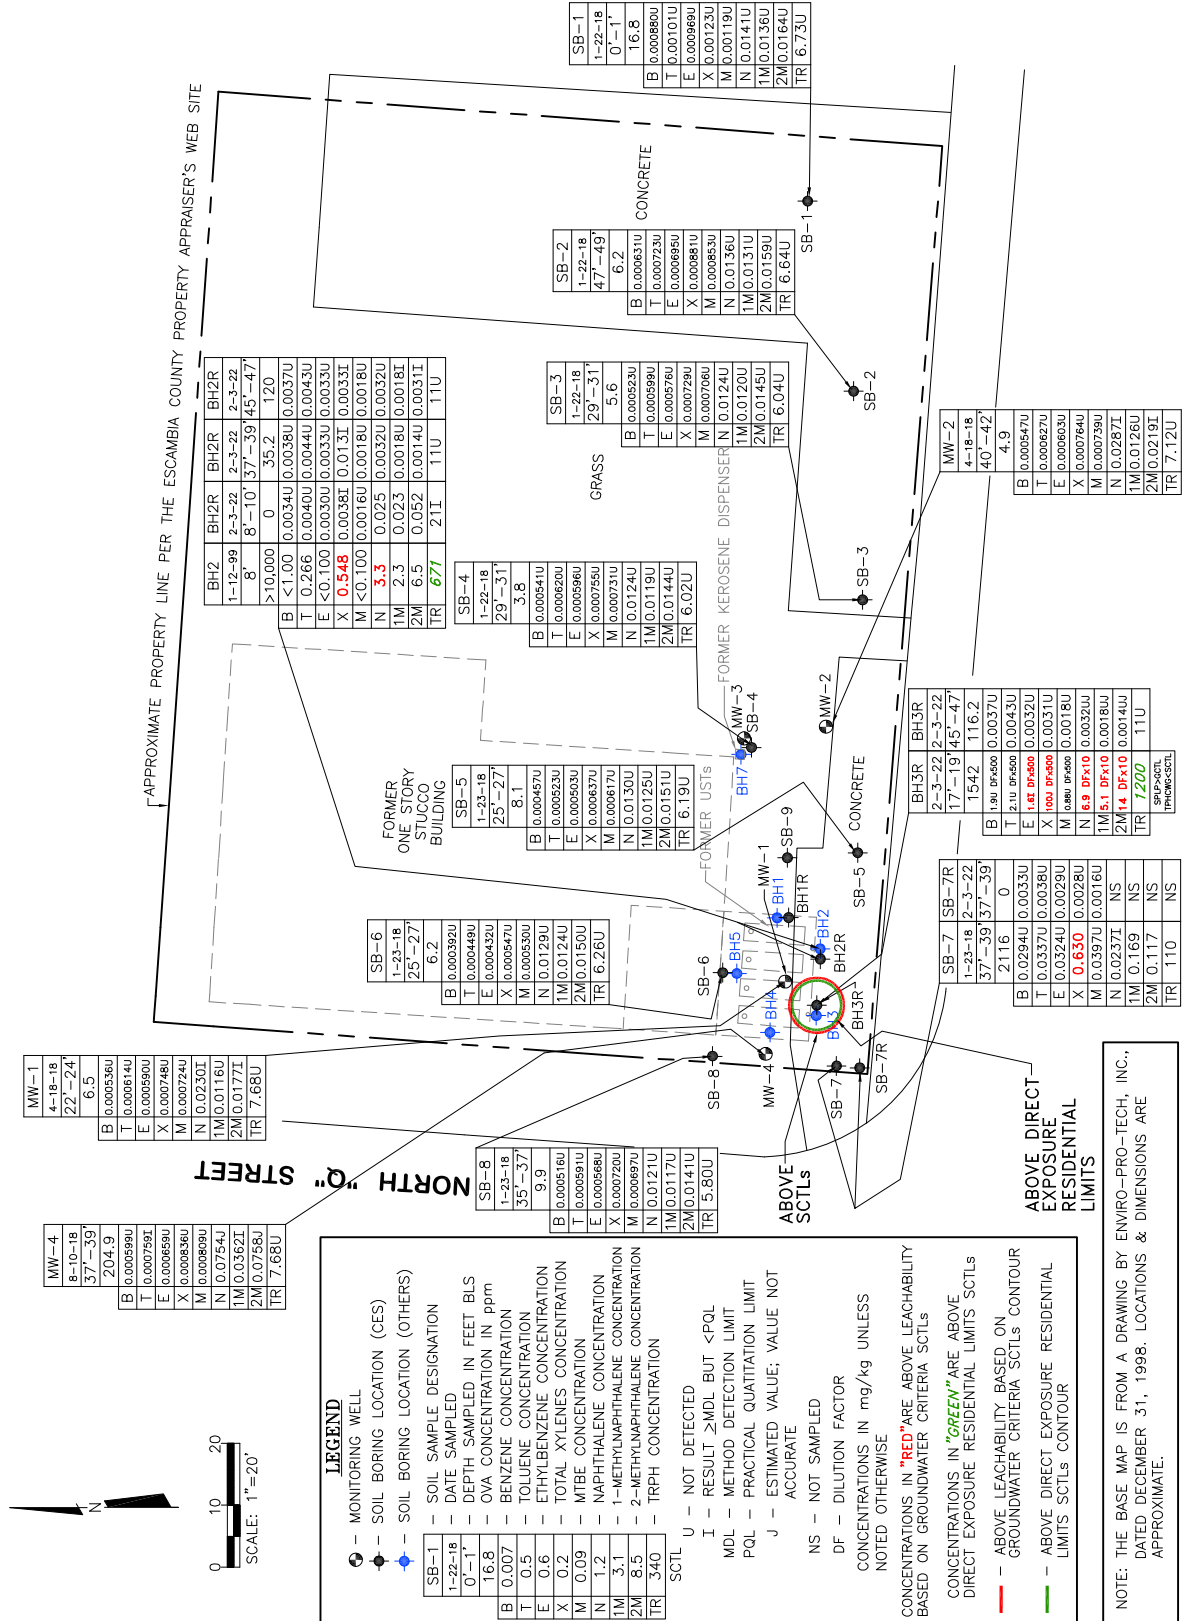 APPROXIMATE PROPERTY LINE PER THE ESCAMBIA COUNTY PROPERTY APPRAISER'S WEB SITE
NORTH "Q" STREET
N
0 10 20
SCALE: 1"=20'
MW-4
8-10-18
37'-39'
204.9
B 0.000599U
T 0.000759I
E 0.000659U
X 0.000836U
M 0.000809U
N 0.0754J
1M 0.0362I
2M 0.0758J
TR 7.68U
MW-1
4-18-18
22'-24'
6.5
B 0.000536U
T 0.000614U
E 0.000590U
X 0.000748U
M 0.000724U
N 0.0230I
1M 0.0116U
2M 0.0177I
TR 7.68U
SB-8
1-23-18
35'-37'
9.9
B 0.000516U
T 0.000591U
E 0.000568U
X 0.000720U
M 0.000697U
N 0.0121U
1M 0.0117U
2M 0.0141U
TR 5.80U
SB-6
1-23-18
25'-27'
6.2
B 0.000392U
T 0.000449U
E 0.000432U
X 0.000547U
M 0.000530U
N 0.0129U
1M 0.0124U
2M 0.0150U
TR 6.26U
SB-5
1-23-18
25'-27'
8.1
B 0.000457U
T 0.000523U
E 0.000503U
X 0.000637U
M 0.000617U
N 0.0130U
1M 0.0125U
2M 0.0151U
TR 6.19U
SB-4
1-22-18
29'-31'
3.8
B 0.000541U
T 0.000620U
E 0.000596U
X 0.000755U
M 0.000731U
N 0.0124U
1M 0.0119U
2M 0.0144U
TR 6.02U
BH2 BH2R BH2R BH2R
1-12-99 2-3-22 2-3-22 2-3-22
8' 8'-10' 37'-39' 45'-47'
>10,000 0 35.2 120
B <1.00 0.0034U 0.0038U 0.0037U
T 0.266 0.0040U 0.0044U 0.0043U
E <0.100 0.0030U 0.0033U 0.0033U
X 0.548 0.0038I 0.013I 0.0033I
M <0.100 0.0016U 0.0018U 0.0018U
N 3.3 0.025 0.0032U 0.0032U
1M 2.3 0.023 0.0018U 0.0018I
2M 6.5 0.052 0.0014U 0.0031I
TR 671 21I 11U 11U
SB-3
1-22-18
29'-31'
5.6
B 0.000523U
T 0.000599U
E 0.000576U
X 0.000729U
M 0.000706U
N 0.0124U
1M 0.0120U
2M 0.0145U
TR 6.04U
SB-2
1-22-18
47'-49'
6.2
B 0.000631U
T 0.000723U
E 0.000695U
X 0.000881U
M 0.000853U
N 0.0136U
1M 0.0131U
2M 0.0159U
TR 6.64U
SB-1
1-22-18
0'-1'
16.8
B 0.000880U
T 0.00101U
E 0.000969U
X 0.00123U
M 0.00119U
N 0.0141U
1M 0.0136U
2M 0.0164U
TR 6.73U
MW-2
4-18-18
40'-42'
4.9
B 0.000547U
T 0.000627U
E 0.000603U
X 0.000764U
M 0.000739U
N 0.0287I
1M 0.0126U
2M 0.0219I
TR 7.12U
BH3R BH3R
2-3-22 2-3-22
17'-19' 45'-47'
1542 116.2
B 1.9U DFx500 0.0037U
T 2.1U DFx500 0.0043U
E 1.6I DFx500 0.0032U
X 100J DFx500 0.0031U
M 0.88U DFx500 0.0018U
N 6.9 DFx10 0.0032UJ
1M 5.1 DFx10 0.0018UJ
2M 14 DFx10 0.0014UJ
TR 1200 11U
SPLP>GCTL
TPHCWG<SCTL
SB-7 SB-7R
1-23-18 2-3-22
37'-39' 37'-39'
2116 0
B 0.0294U 0.0033U
T 0.0337U 0.0038U
E 0.0324U 0.0029U
X 0.630 0.0028U
M 0.0397U 0.0016U
N 0.0237I NS
1M 0.169 NS
2M 0.117 NS
TR 110 NS
FORMER
ONE STORY
STUCCO
BUILDING
GRASS
CONCRETE
CONCRETE
FORMER KEROSENE DISPENSER
FORMER USTs
SB-1
SB-2
SB-3
SB-4
MW-3
BH7
MW-2
SB-9
SB-5
MW-1
BH1
BH1R
BH2
BH2R
BH5
SB-6
BH4
BH3
BH3R
SB-8
MW-4
SB-7
SB-7R
ABOVE
SCTLs
ABOVE DIRECT
EXPOSURE
RESIDENTIAL
LIMITS
LEGEND
– MONITORING WELL
– SOIL BORING LOCATION (CES)
– SOIL BORING LOCATION (OTHERS)
SB-1 – SOIL SAMPLE DESIGNATION
1-22-18 – DATE SAMPLED
0'-1' – DEPTH SAMPLED IN FEET BLS
16.8 – OVA CONCENTRATION IN ppm
B 0.007 – BENZENE CONCENTRATION
T 0.5 – TOLUENE CONCENTRATION
E 0.6 – ETHYLBENZENE CONCENTRATION
X 0.2 – TOTAL XYLENES CONCENTRATION
M 0.09 – MTBE CONCENTRATION
N 1.2 – NAPHTHALENE CONCENTRATION
1M 3.1 – 1-METHYLNAPHTHALENE CONCENTRATION
2M 8.5 – 2-METHYLNAPHTHALENE CONCENTRATION
TR 340 – TRPH CONCENTRATION
SCTL
U – NOT DETECTED
I – RESULT ≥MDL BUT <PQL
MDL – METHOD DETECTION LIMIT
PQL – PRACTICAL QUATITATION LIMIT
J – ESTIMATED VALUE; VALUE NOT
ACCURATE
NS – NOT SAMPLED
DF – DILUTION FACTOR
CONCENTRATIONS IN mg/kg UNLESS
NOTED OTHERWISE
CONCENTRATIONS IN "RED" ARE ABOVE LEACHABILITY
BASED ON GROUNDWATER CRITERIA SCTLs
CONCENTRATIONS IN "GREEN" ARE ABOVE
DIRECT EXPOSURE RESIDENTIAL LIMITS SCTLs
– ABOVE LEACHABILITY BASED ON
GROUNDWATER CRITERIA SCTLs CONTOUR
– ABOVE DIRECT EXPOSURE RESIDENTIAL
LIMITS SCTLs CONTOUR
NOTE: THE BASE MAP IS FROM A DRAWING BY ENVIRO-PRO-TECH, INC.,
DATED DECEMBER 31, 1998. LOCATIONS & DIMENSIONS ARE
APPROXIMATE.